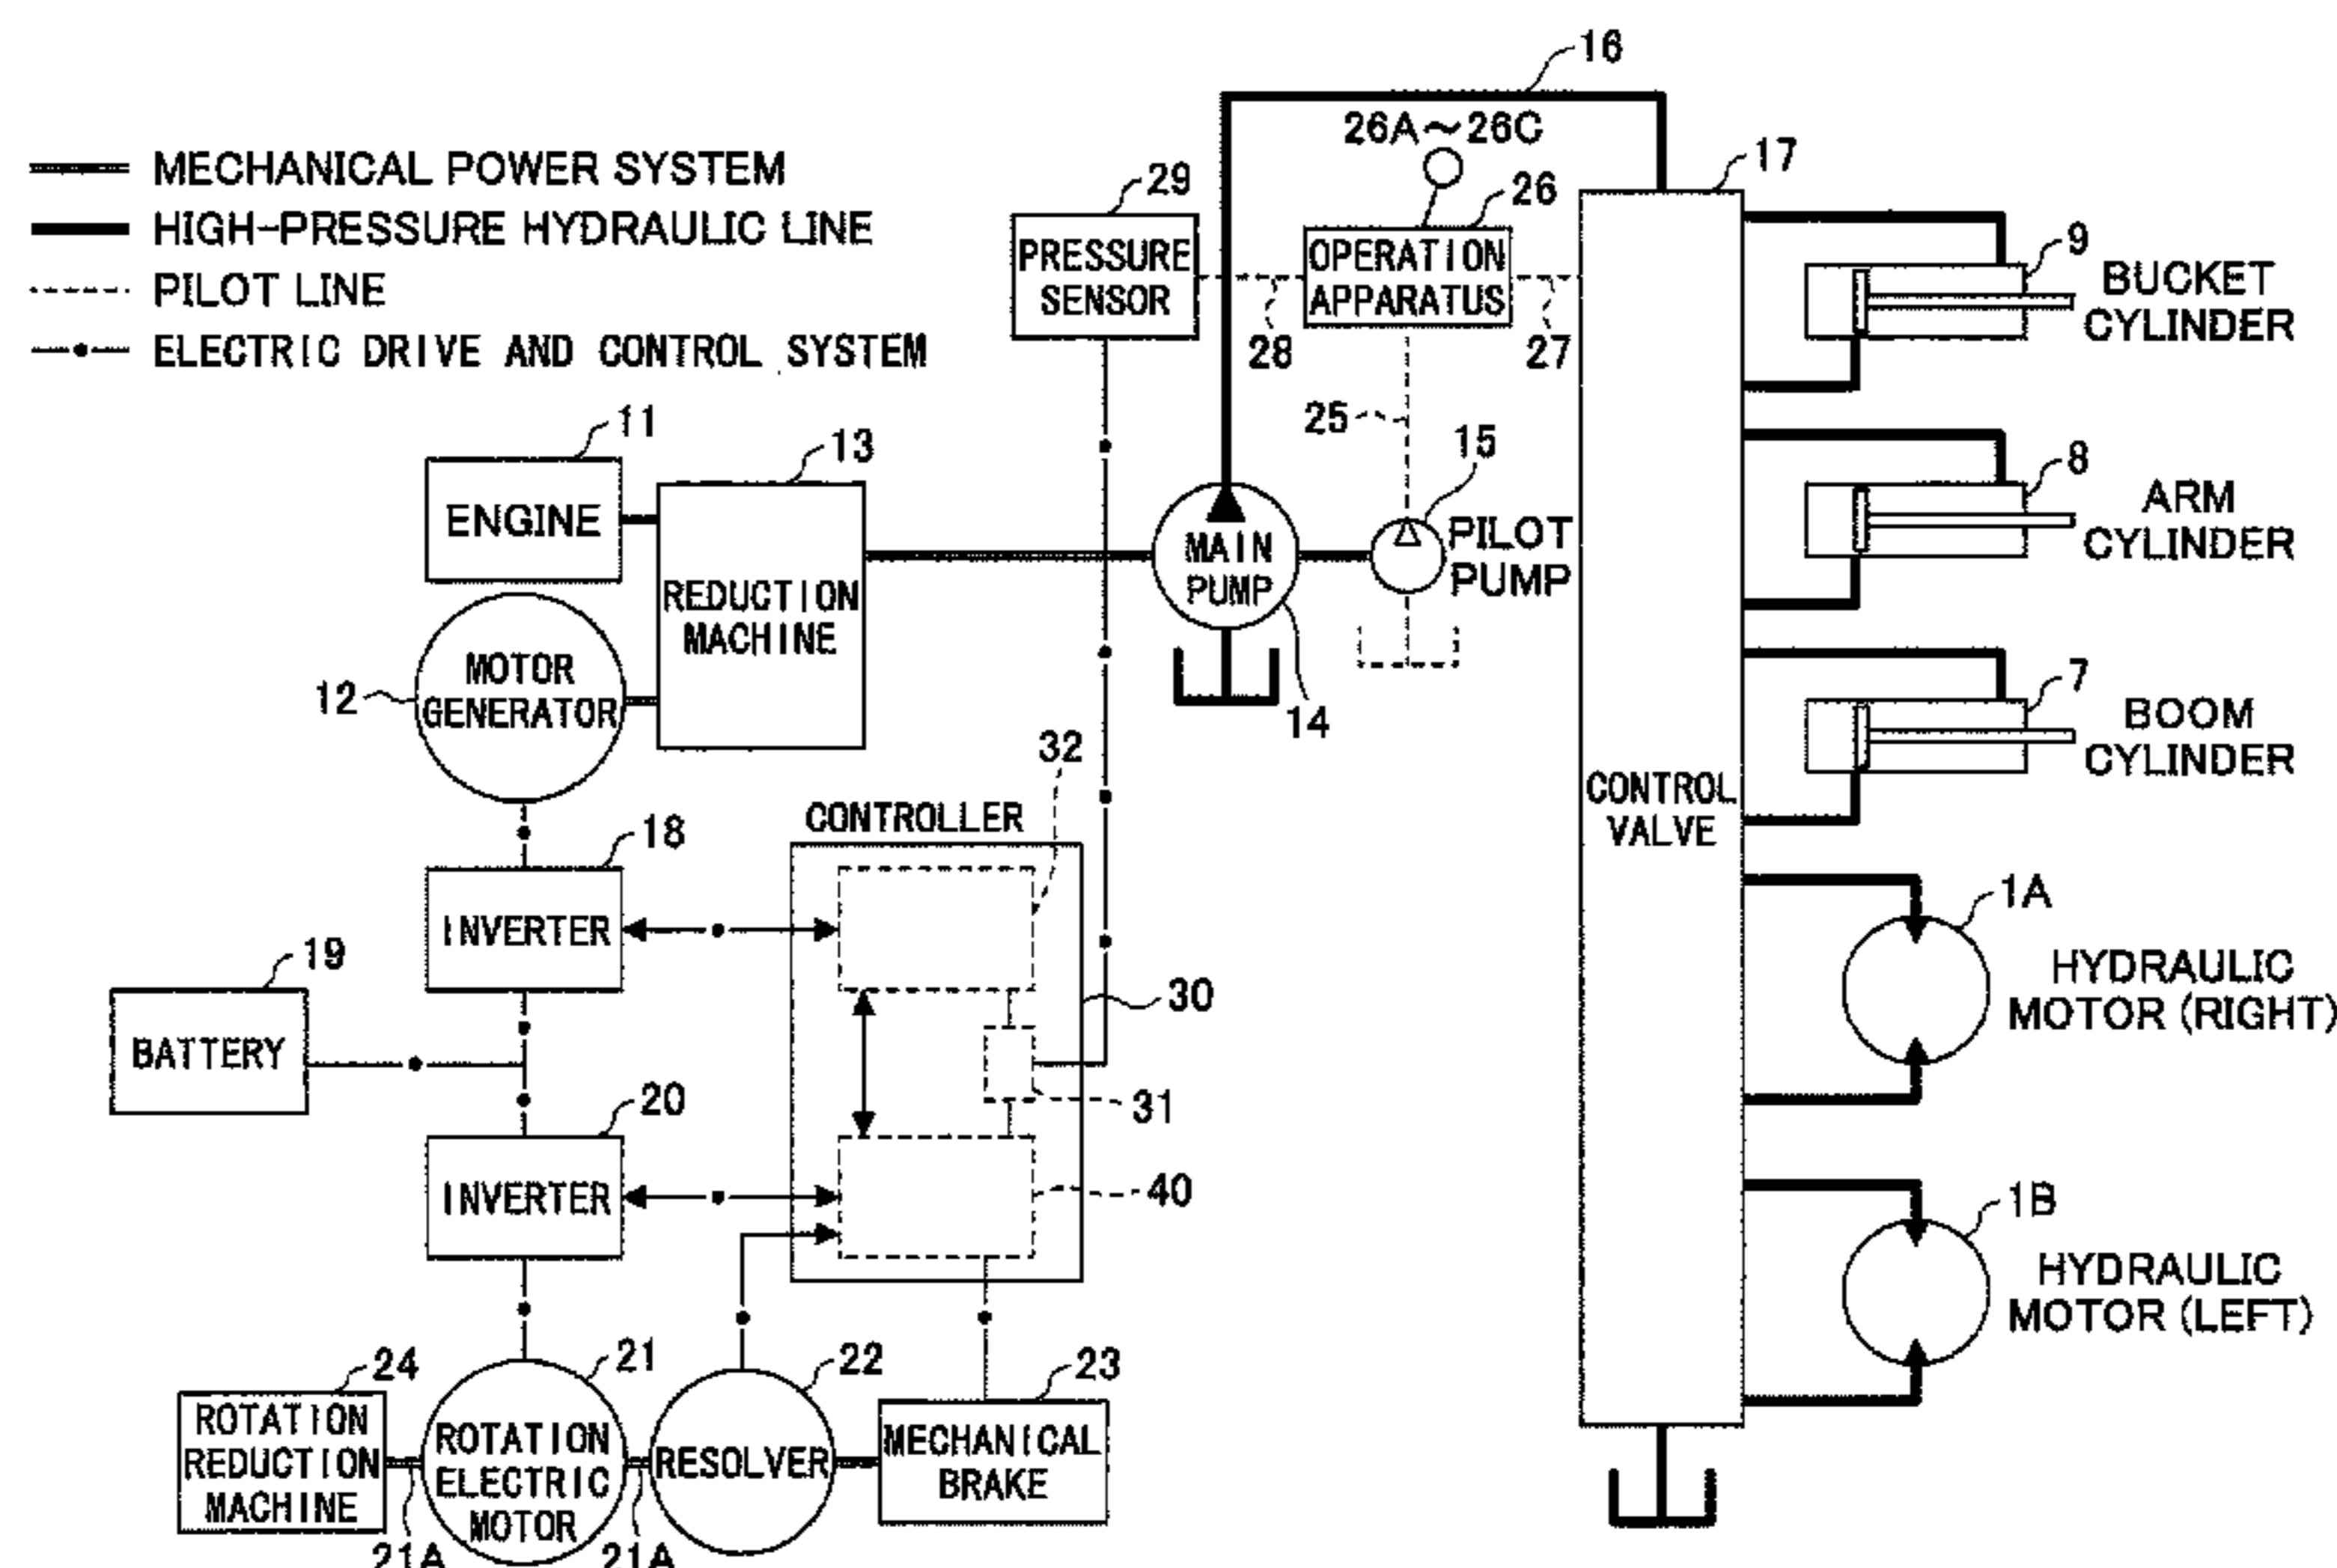 16
26A～26C
MECHANICAL POWER SYSTEM
HIGH-PRESSURE HYDRAULIC LINE
PILOT LINE
ELECTRIC DRIVE AND CONTROL SYSTEM
29
PRESSURE
SENSOR
26
OPERATION
APPARATUS
28
27
17
9
BUCKET
CYLINDER
25
15
PILOT
PUMP
8
ARM
CYLINDER
11
ENGINE
13
REDUCTION
MACHINE
MAIN
PUMP
14
12
MOTOR
GENERATOR
7
BOOM
CYLINDER
CONTROL
VALVE
32
CONTROLLER
18
INVERTER
1A
HYDRAULIC
MOTOR (RIGHT)
19
BATTERY
30
31
20
INVERTER
40
1B
HYDRAULIC
MOTOR (LEFT)
24
ROTATION
REDUCTION
MACHINE
21
ROTATION
ELECTRIC
MOTOR
22
RESOLVER
23
MECHANICAL
BRAKE
21A
21A